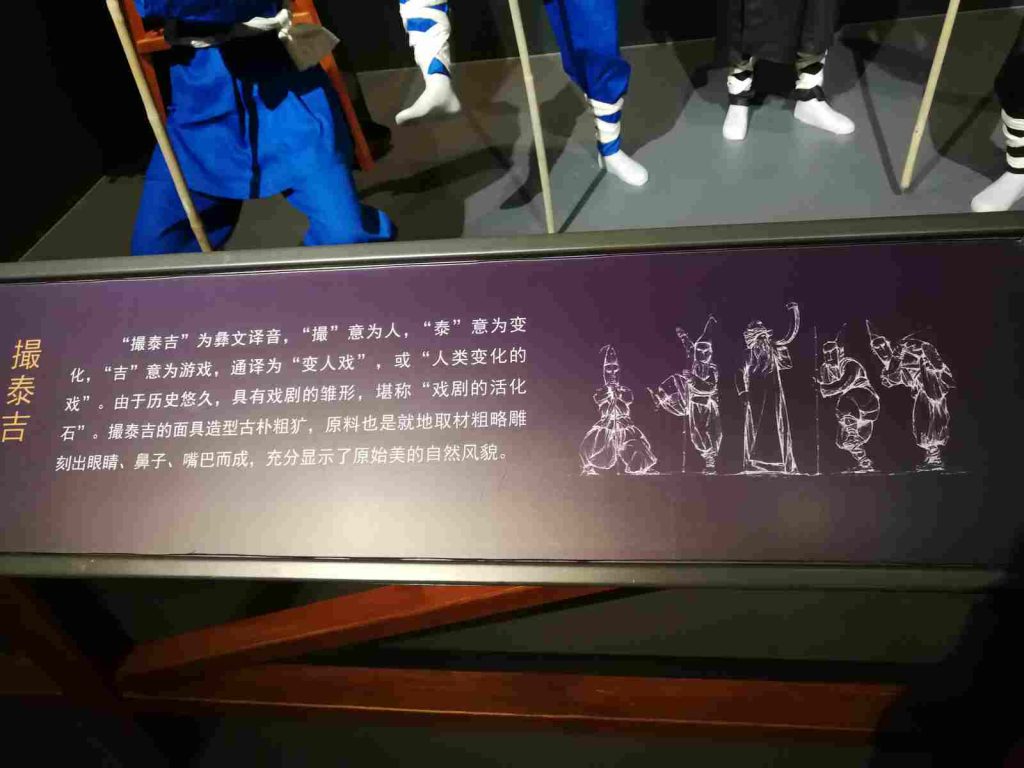 撮泰吉
“撮泰吉”为彝文译音，“撮”意为人，“泰”意为变
化，“吉”意为游戏，通译为“变人戏”，或“人类变化的
戏”。由于历史悠久，具有戏剧的雏形，堪称“戏剧的活化
石”。撮泰吉的面具造型古朴粗犷，原料也是就地取材粗略雕
刻出眼睛、鼻子、嘴巴而成，充分显示了原始美的自然风貌。